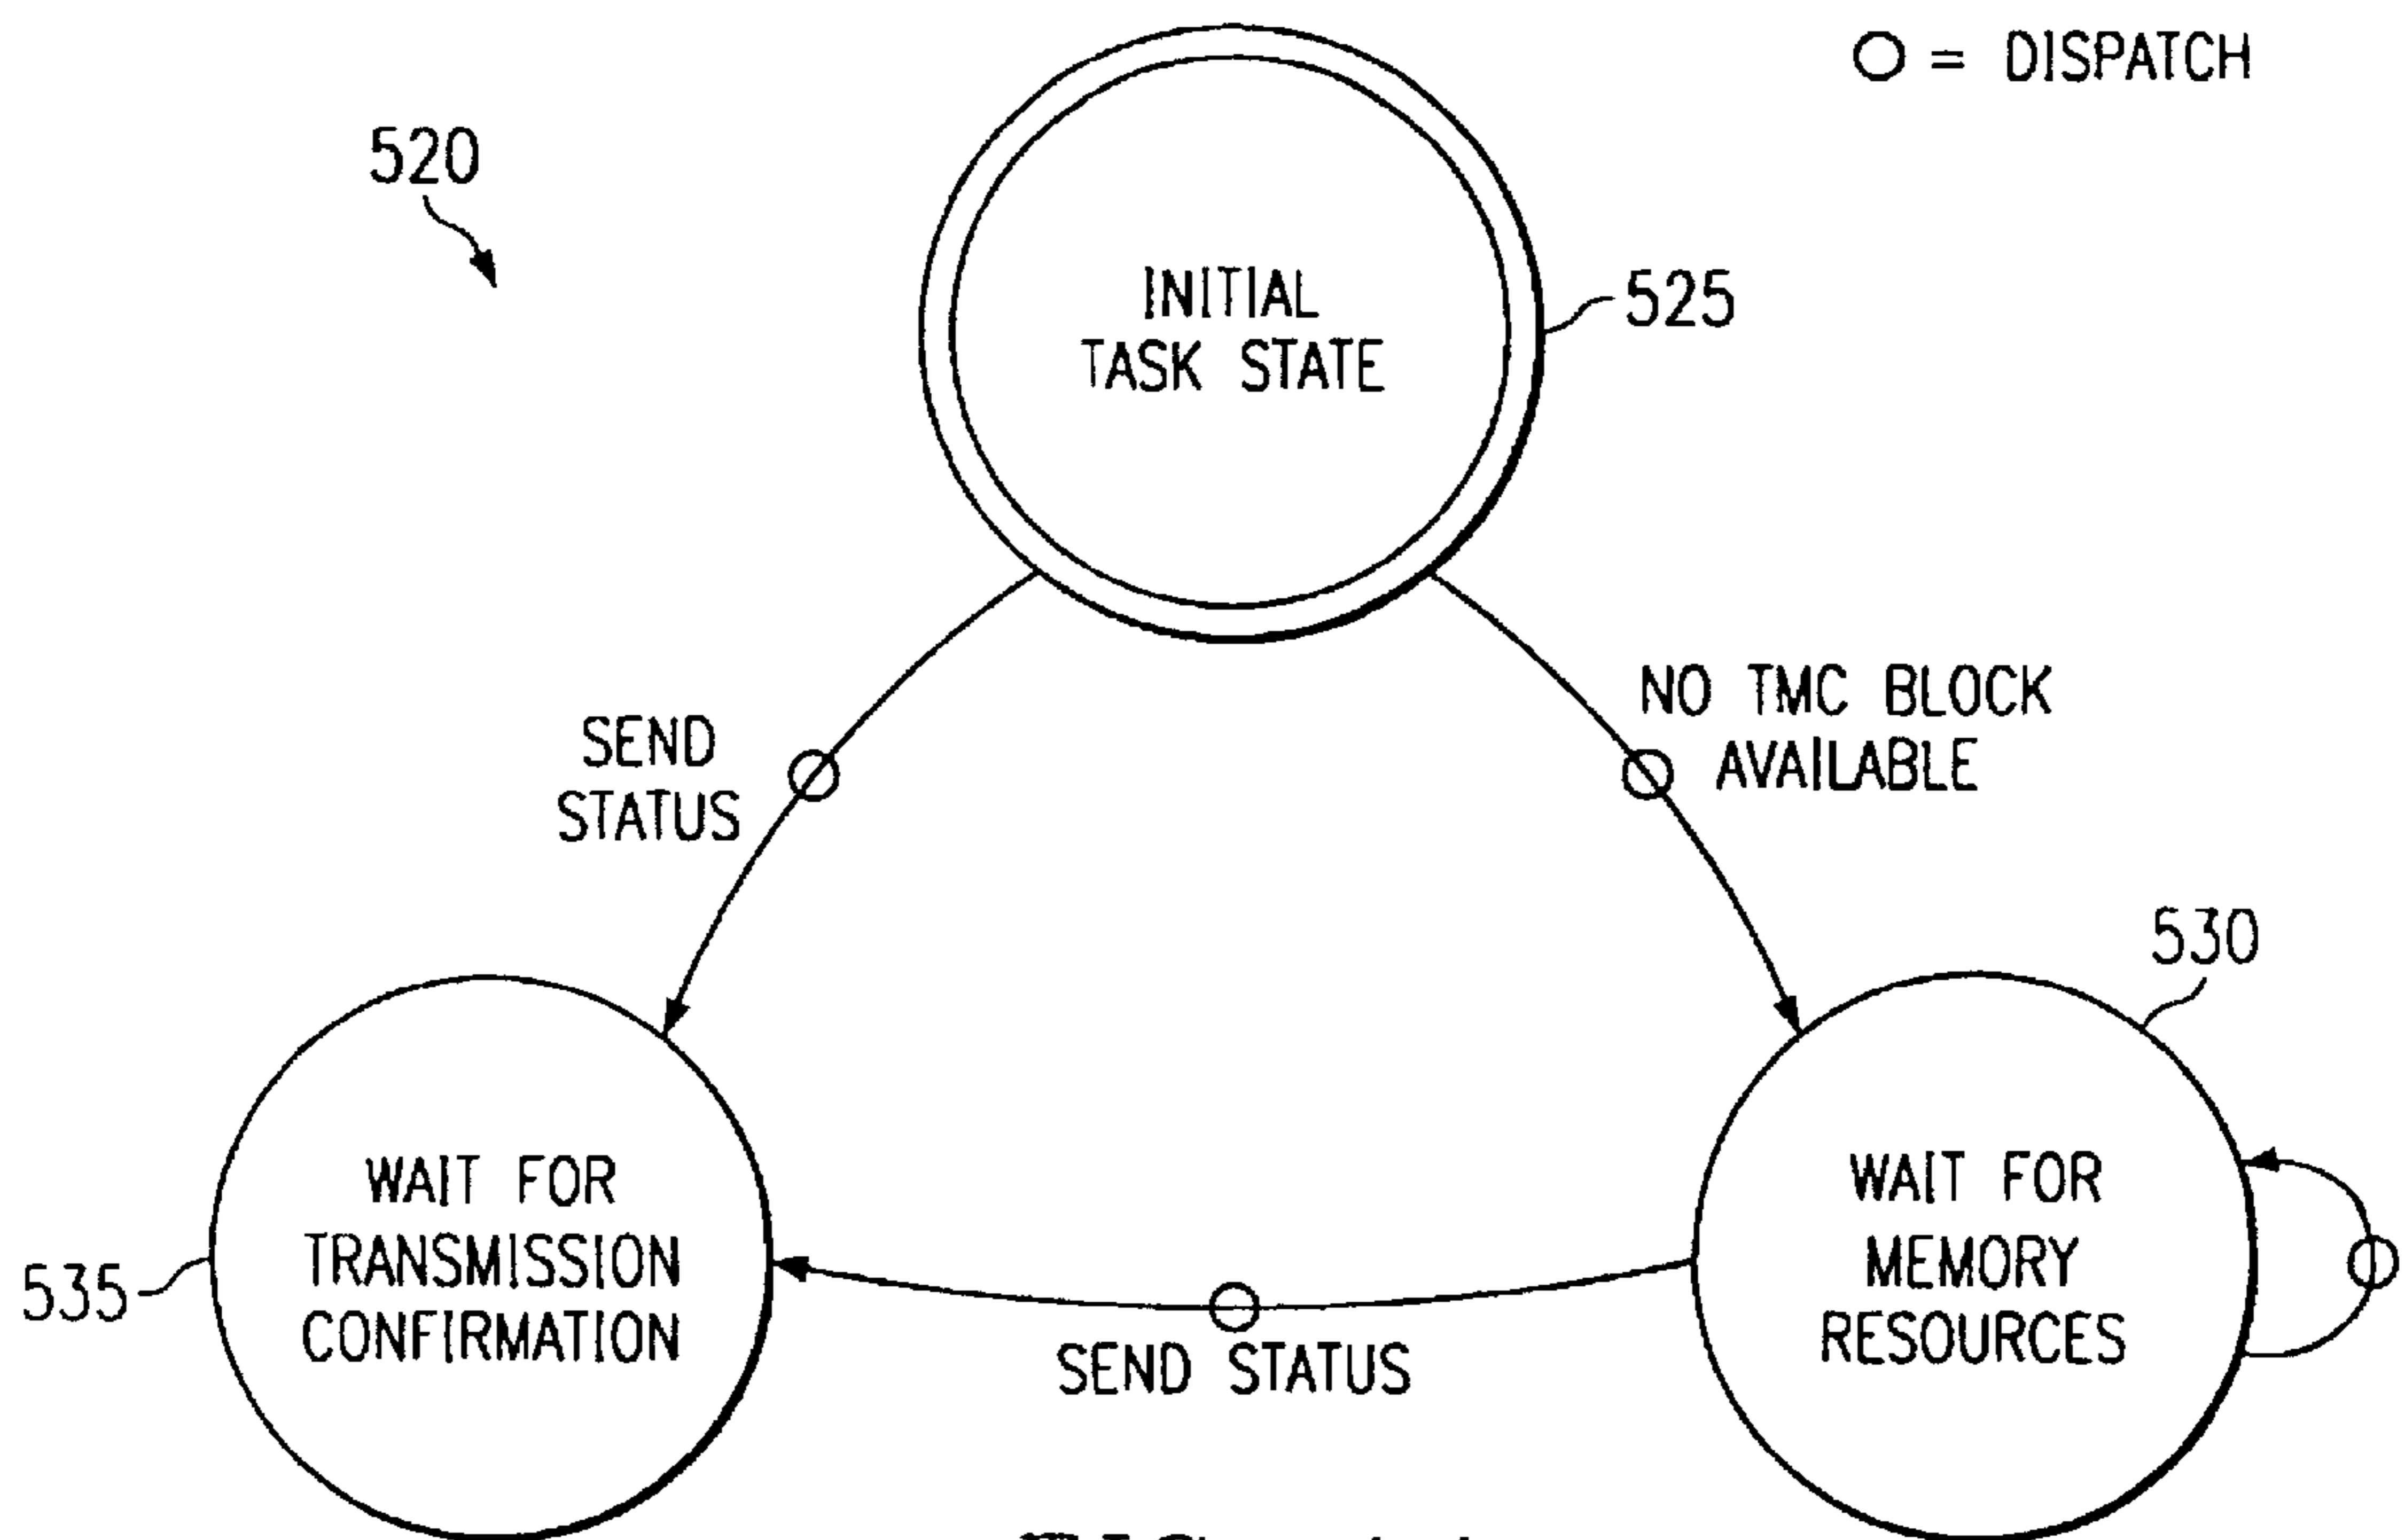 O = DISPATCH
520
INITIAL
TASK STATE
525
SEND
STATUS
NO TMC BLOCK
AVAILABLE
530
WAIT FOR
TRANSMISSION
CONFIRMATION
535
WAIT FOR
MEMORY
RESOURCES
SEND STATUS